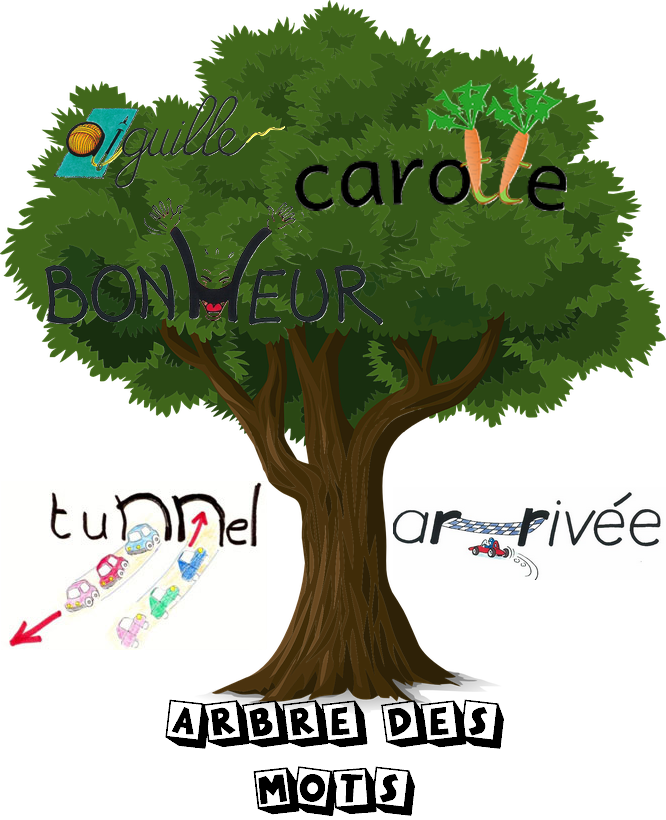 aiguille
carotte
BONHEUR
tunnel
arrivée
ARBRE DES
MOTS